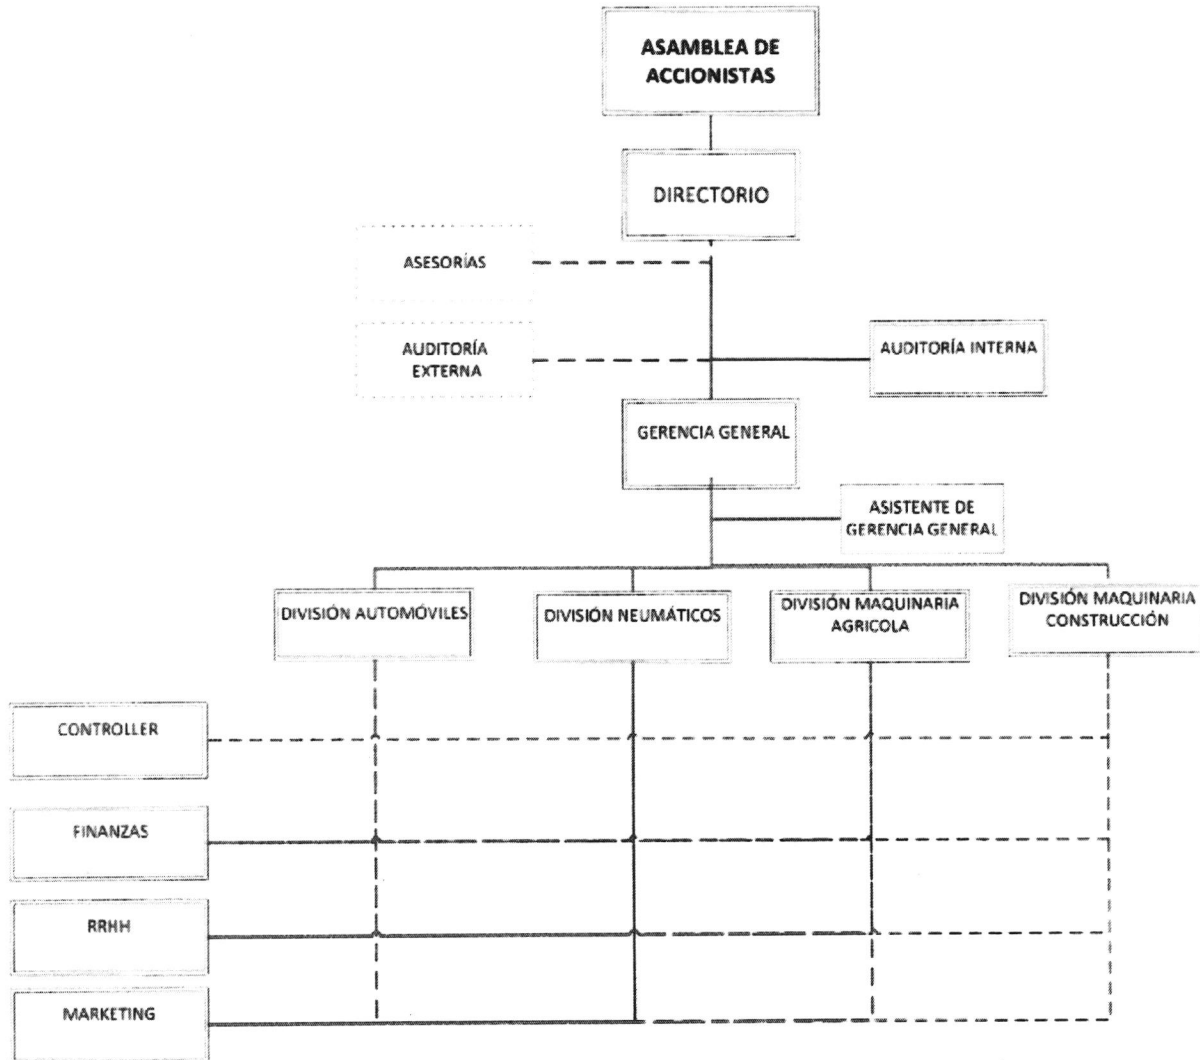 ASAMBLEA DE
ACCIONISTAS
DIRECTORIO
ASESORÍAS
AUDITORÍA
EXTERNA
AUDITORÍA INTERNA
GERENCIA GENERAL
ASISTENTE DE
GERENCIA GENERAL
DIVISIÓN AUTOMÓVILES
DIVISIÓN NEUMÁTICOS
DIVISIÓN MAQUINARIA
AGRICOLA
DIVISIÓN MAQUINARIA
CONSTRUCCIÓN
CONTROLLER
FINANZAS
RRHH
MARKETING